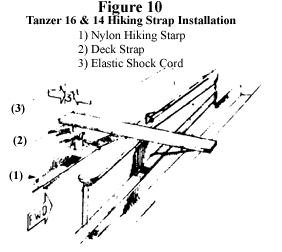 Figure 10
Tanzer 16 & 14 Hiking Strap Installation
1) Nylon Hiking Starp
2) Deck Strap
3) Elastic Shock Cord
(3)
(2)
(1)
FWD